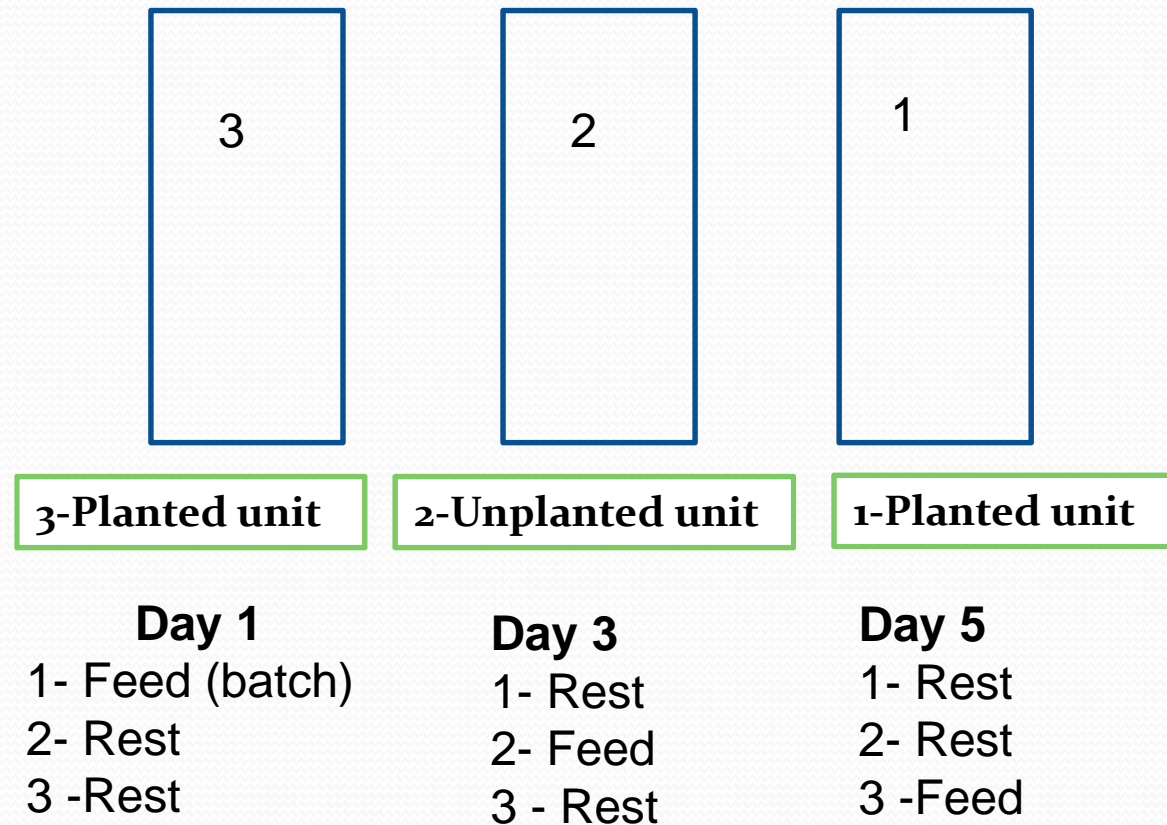 3
2
1
3-Planted unit
2-Unplanted unit
1-Planted unit
Day 1
1- Feed (batch)
2- Rest
3 -Rest
Day 3
1- Rest
2- Feed
3 - Rest
Day 5
1- Rest
2- Rest
3 -Feed